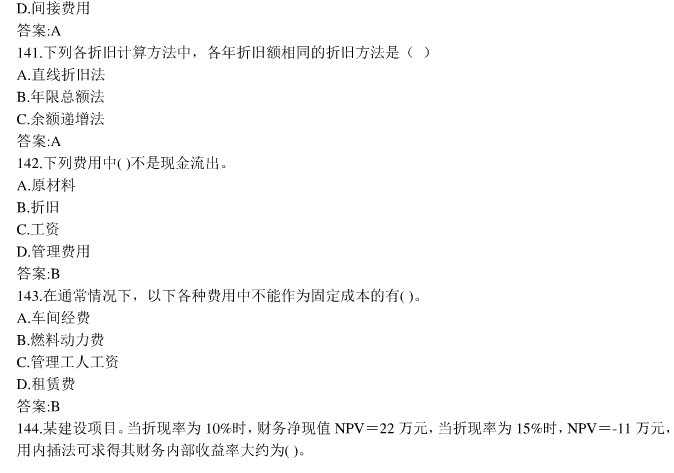 D.间接费用
答案:A
141.下列各折旧计算方法中，各年折旧额相同的折旧方法是（ ）
A.直线折旧法
B.年限总额法
C.余额递增法
答案:A
142.下列费用中( )不是现金流出。
A.原材料
B.折旧
C.工资
D.管理费用
答案:B
143.在通常情况下，以下各种费用中不能作为固定成本的有( )。
A.车间经费
B.燃料动力费
C.管理工人工资
D.租赁费
答案:B
144.某建设项目。当折现率为 10%时，财务净现值 NPV＝22 万元，当折现率为 15%时，NPV＝-11 万元，
用内插法可求得其财务内部收益率大约为( )。